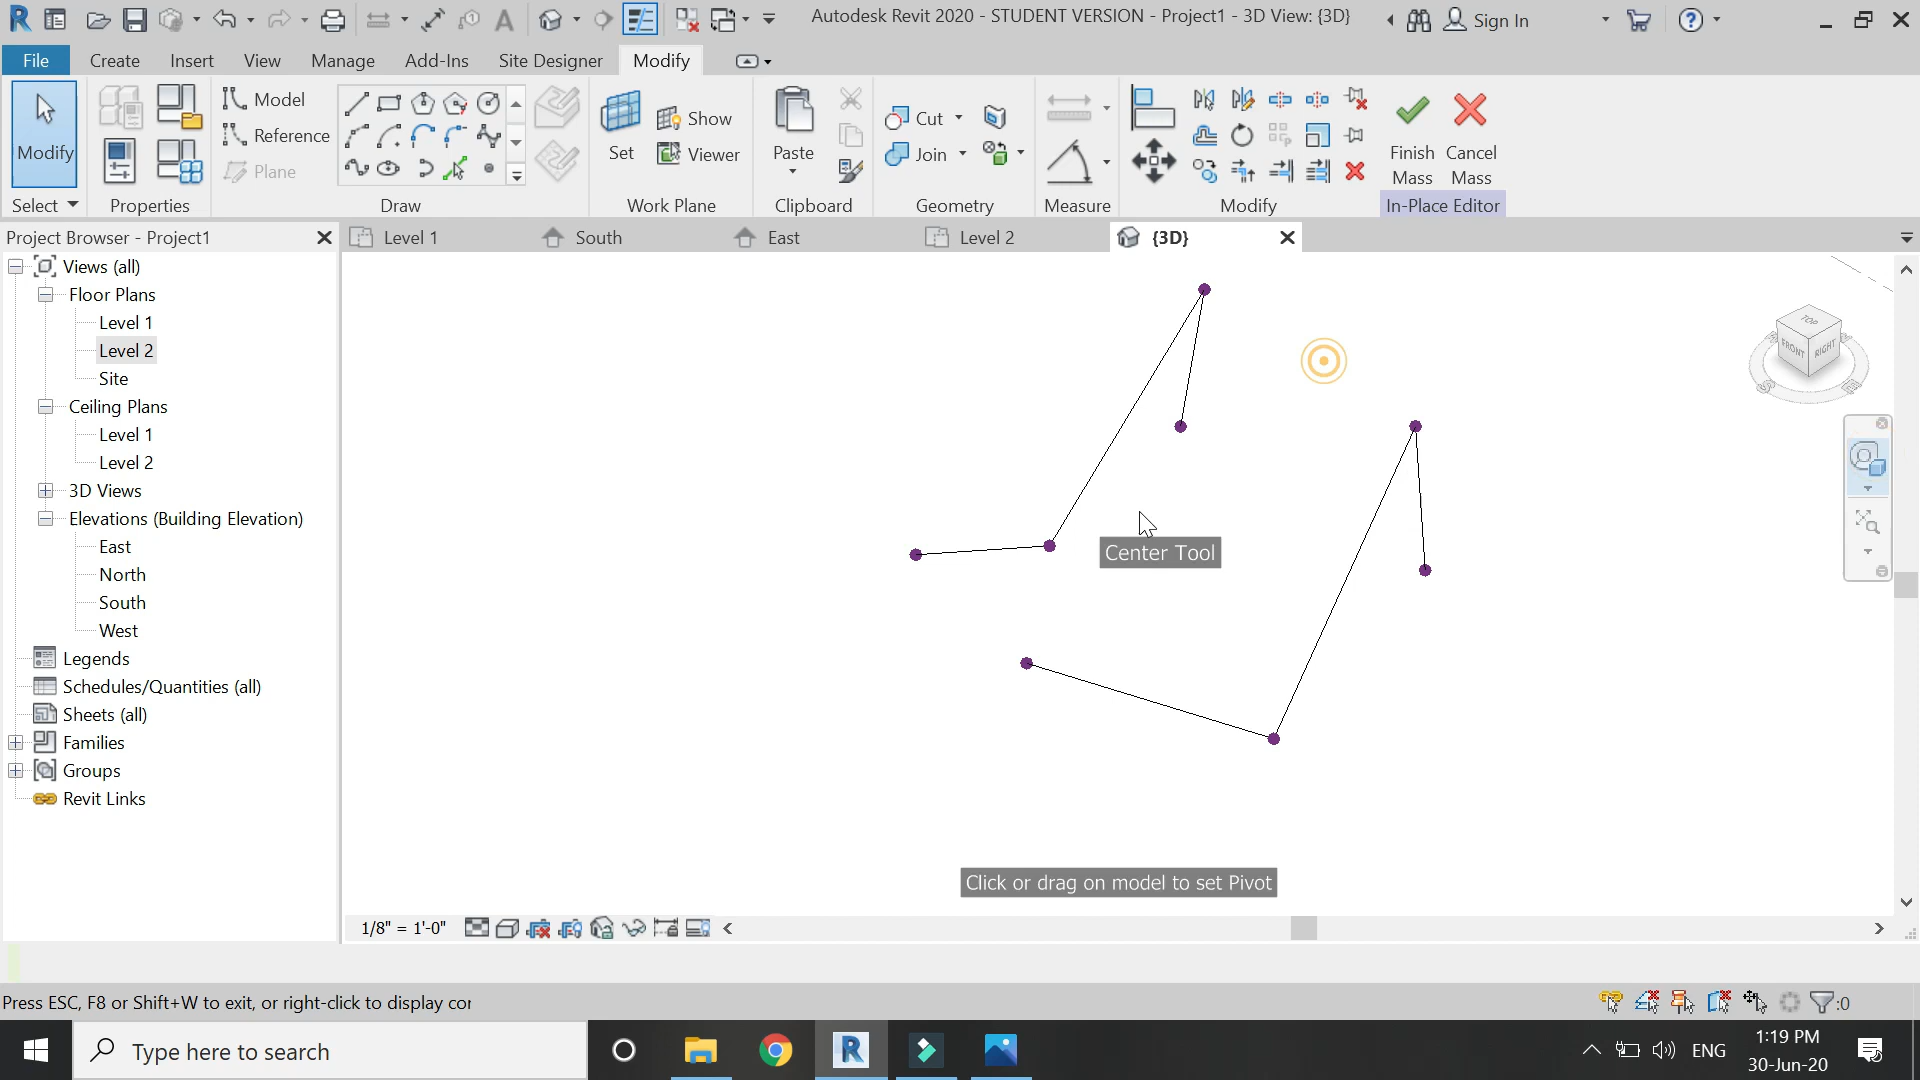 Autodesk Revit 2020 - STUDENT VERSION - Project1 - 3D View: {3D}
Sign In
File Create Insert View Manage Add-Ins Site Designer Modify
Modify
Model
Reference
Plane
Set
Show
Viewer
Paste
Cut
Join
Finish Mass
Cancel Mass
Select Properties Draw Work Plane Clipboard Geometry Measure Modify In-Place Editor
Project Browser - Project1
Level 1 South East Level 2 {3D}
Views (all)
Floor Plans
Level 1
Level 2
Site
Ceiling Plans
Level 1
Level 2
3D Views
Elevations (Building Elevation)
East
North
South
West
Legends
Schedules/Quantities (all)
Sheets (all)
Families
Groups
Revit Links
TOP
FRONT
RIGHT
S
E
Center Tool
Click or drag on model to set Pivot
1/8" = 1'-0"
Press ESC, F8 or Shift+W to exit, or right-click to display cor
:0
Type here to search
ENG
1:19 PM
30-Jun-20